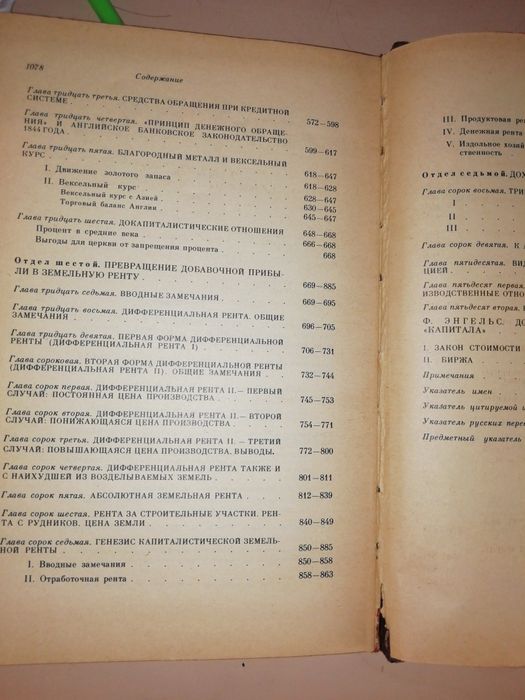 1078
Содержание
Глава тридцать третья. СРЕДСТВА ОБРАЩЕНИЯ ПРИ КРЕДИТНОЙ
СИСТЕМЕ 572—598
Глава тридцать четвертая. «ПРИНЦИП ДЕНЕЖНОГО ОБРАЩЕ-
НИЯ» И АНГЛИЙСКОЕ БАНКОВСКОЕ ЗАКОНОДАТЕЛЬСТВО
1844 ГОДА 599—617
Глава тридцать пятая. БЛАГОРОДНЫЙ МЕТАЛЛ И ВЕКСЕЛЬНЫЙ
КУРС 618—647
I. Движение золотого запаса 618—628
II. Вексельный курс 628—647
Вексельный курс с Азией 630—645
Торговый баланс Англии 645—647
Глава тридцать шестая. ДОКАПИТАЛИСТИЧЕСКИЕ ОТНОШЕНИЯ 648—668
Процент в средние века 666—668
Выгоды для церкви от запрещения процента 668
Отдел шестой. ПРЕВРАЩЕНИЕ ДОБАВОЧНОЙ ПРИБЫ-
ЛИ В ЗЕМЕЛЬНУЮ РЕНТУ 669—885
Глава тридцать седьмая. ВВОДНЫЕ ЗАМЕЧАНИЯ 669—695
Глава тридцать восьмая. ДИФФЕРЕНЦИАЛЬНАЯ РЕНТА. ОБЩИЕ
ЗАМЕЧАНИЯ 696—705
Глава тридцать девятая. ПЕРВАЯ ФОРМА ДИФФЕРЕНЦИАЛЬНОЙ
РЕНТЫ (ДИФФЕРЕНЦИАЛЬНАЯ РЕНТА I) 706—731
Глава сороковая. ВТОРАЯ ФОРМА ДИФФЕРЕНЦИАЛЬНОЙ РЕНТЫ
(ДИФФЕРЕНЦИАЛЬНАЯ РЕНТА II). ОБЩИЕ ЗАМЕЧАНИЯ 732—744
Глава сорок первая. ДИФФЕРЕНЦИАЛЬНАЯ РЕНТА II.— ПЕРВЫЙ
СЛУЧАЙ: ПОСТОЯННАЯ ЦЕНА ПРОИЗВОДСТВА 745—753
Глава сорок вторая. ДИФФЕРЕНЦИАЛЬНАЯ РЕНТА II.— ВТОРОЙ
СЛУЧАЙ: ПОНИЖАЮЩАЯСЯ ЦЕНА ПРОИЗВОДСТВА 754—771
Глава сорок третья. ДИФФЕРЕНЦИАЛЬНАЯ РЕНТА II.— ТРЕТИЙ
СЛУЧАЙ: ПОВЫШАЮЩАЯСЯ ЦЕНА ПРОИЗВОДСТВА. ВЫВОДЫ 772—800
Глава сорок четвертая. ДИФФЕРЕНЦИАЛЬНАЯ РЕНТА ТАКЖЕ И
С НАИХУДШЕЙ ИЗ ВОЗДЕЛЫВАЕМЫХ ЗЕМЕЛЬ 801—811
Глава сорок пятая. АБСОЛЮТНАЯ ЗЕМЕЛЬНАЯ РЕНТА 812—839
Глава сорок шестая. РЕНТА ЗА СТРОИТЕЛЬНЫЕ УЧАСТКИ. РЕН-
ТА С РУДНИКОВ. ЦЕНА ЗЕМЛИ 840—849
Глава сорок седьмая. ГЕНЕЗИС КАПИТАЛИСТИЧЕСКОЙ ЗЕМЕЛЬ-
НОЙ РЕНТЫ 850—885
I. Вводные замечания 850—858
II. Отработочная рента 858—863
III. Продуктовая рент
IV. Денежная рента
V. Издольное хозяй
ственность
Отдел седьмой. ДОХ
Глава сорок восьмая. ТРИ
I
II
III
Глава сорок девятая. К А
Глава пятидесятая. ВИД
ЦИЕЙ
Глава пятьдесят первая.
ИЗВОДСТВЕННЫЕ ОТНО
Глава пятьдесят вторая.
Ф. ЭНГЕЛЬС. ДО
«КАПИТАЛА»
I. ЗАКОН СТОИМОСТИ
II. БИРЖА
Примечания
Указатель имен
Указатель цитируемой
Указатель русских пере
Предметный указатель